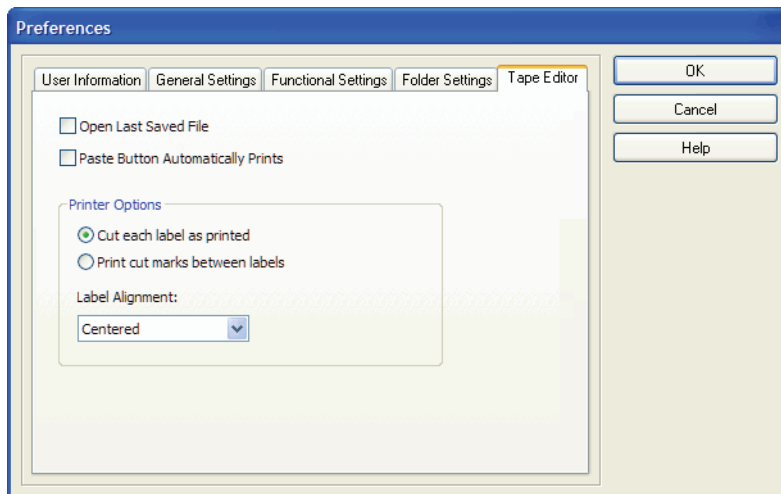 Preferences
User Information General Settings Functional Settings Folder Settings Tape Editor
Open Last Saved File
Paste Button Automatically Prints
Printer Options
Cut each label as printed
Print cut marks between labels
Label Alignment:
Centered
OK
Cancel
Help